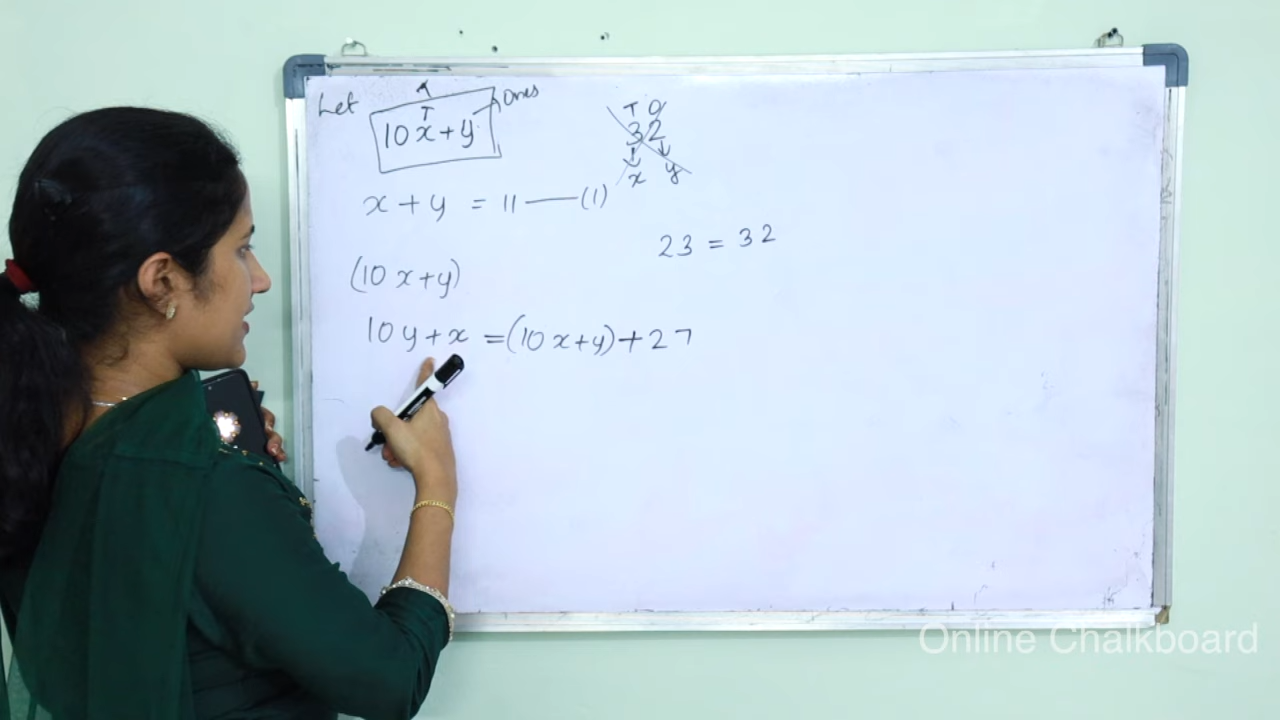 Let 10x+y Ones
T
x+y = 11 —(1)
(10x+y)
10y+x =(10x+y)+27
T O
32
x y
23 = 32
Online Chalkboard